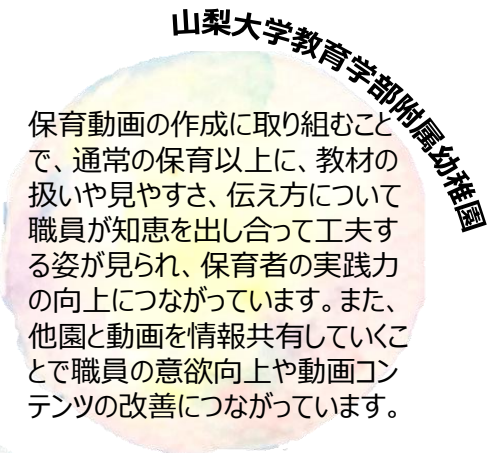 山梨大学教育学部附属幼稚園
保育動画の作成に取り組むこと
で、通常の保育以上に、教材の
扱いや見やすさ、伝え方について
職員が知恵を出し合って工夫す
る姿が見られ、保育者の実践力
の向上につながっています。また、
他園と動画を情報共有していくこ
とで職員の意欲向上や動画コン
テンツの改善につながっています。